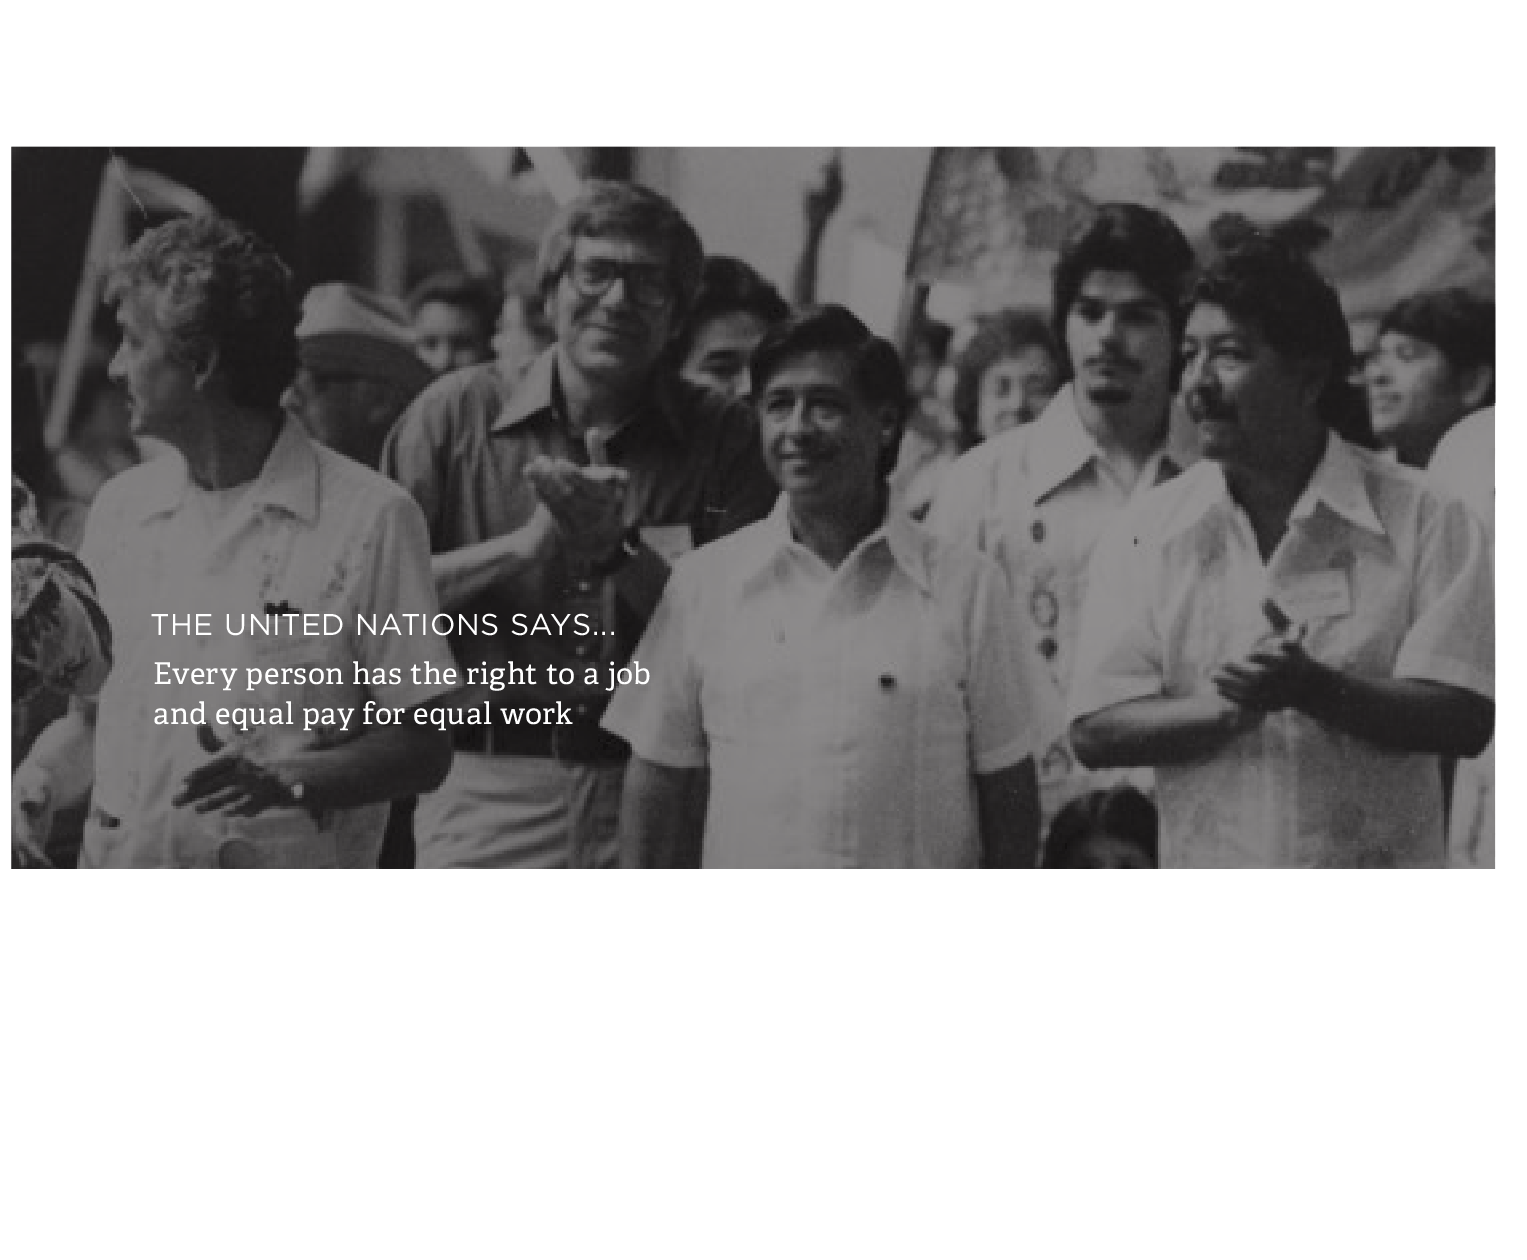 THE UNITED NATIONS SAYS...
Every person has the right to a job
and equal pay for equal work